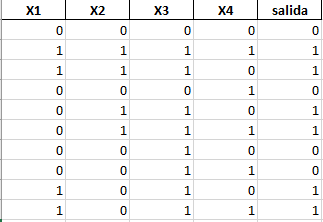 X1 X2 X3 X4 salida
0 0 0 0 0
1 1 1 1 1
1 1 1 0 1
0 0 0 1 0
0 1 1 0 1
0 1 1 1 1
0 0 1 0 0
0 0 1 1 0
1 0 1 0 1
1 0 1 1 1